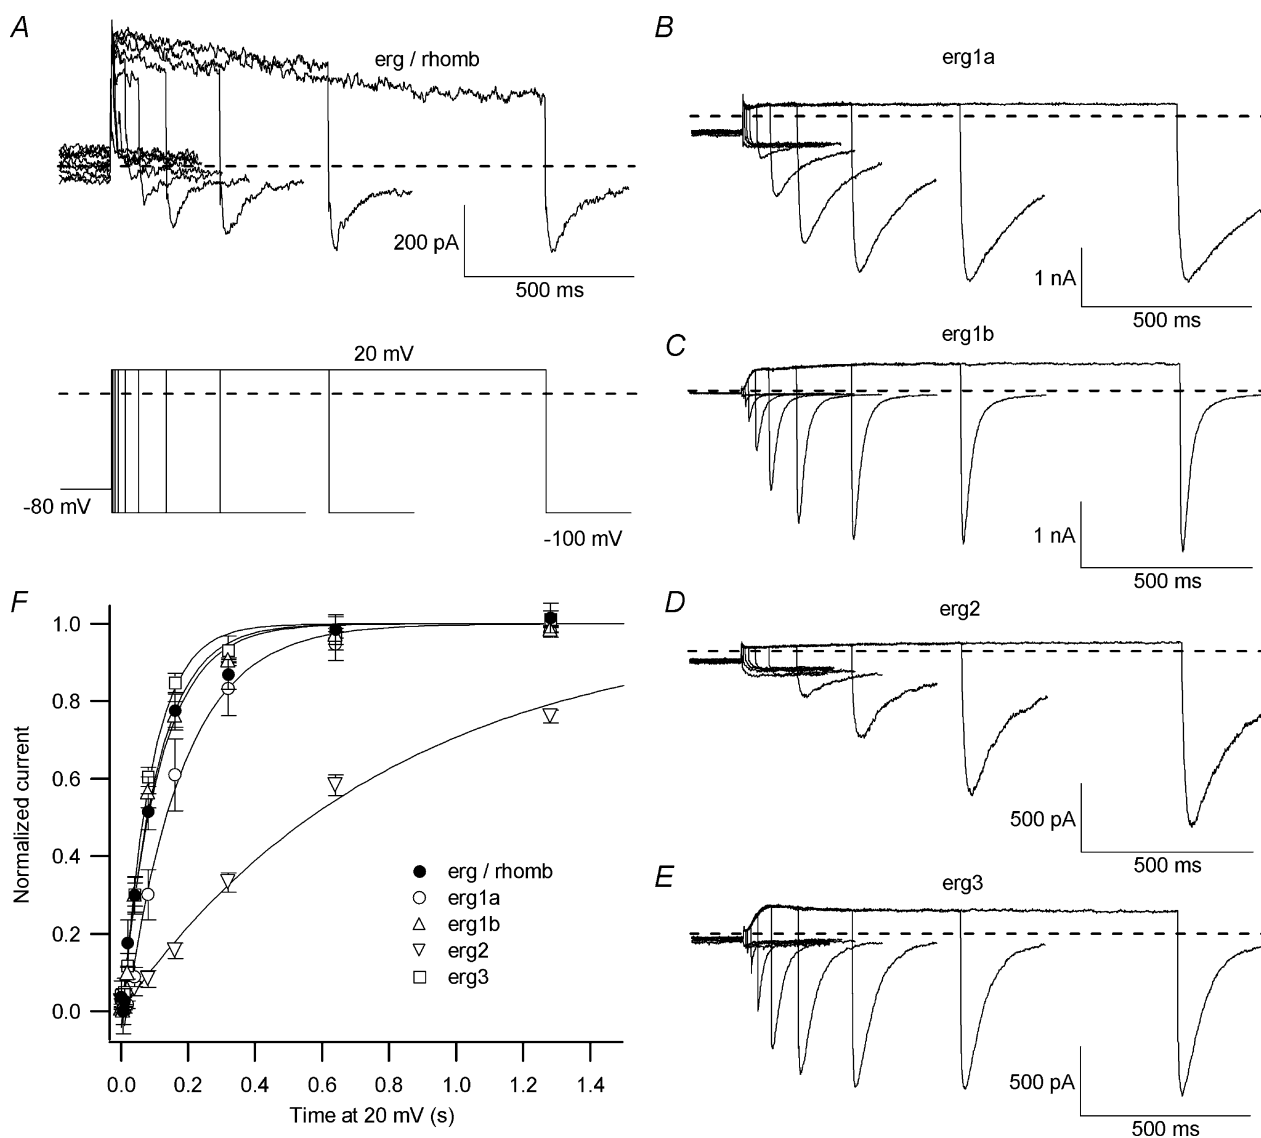 A
erg / rhomb
200 pA
500 ms
20 mV
-80 mV
-100 mV
B
erg1a
1 nA
500 ms
C
erg1b
1 nA
500 ms
D
erg2
500 pA
500 ms
E
erg3
500 pA
500 ms
F
Normalized current
1.0
0.8
0.6
0.4
0.2
0.0
erg / rhomb
erg1a
erg1b
erg2
erg3
0.0 0.2 0.4 0.6 0.8 1.0 1.2 1.4
Time at 20 mV (s)